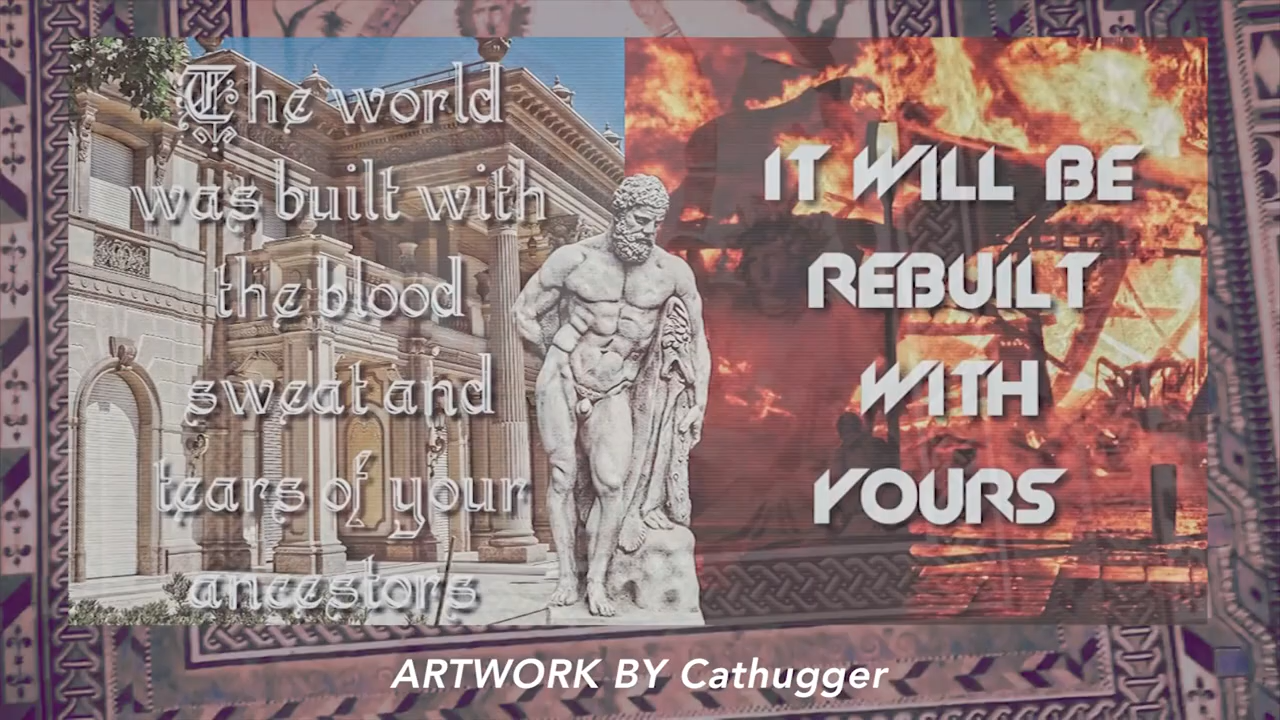 The world
was built with
the blood
sweat and
tears of your
ancestors
IT WILL BE
REBUILT
WITH
YOURS
ARTWORK BY Cathugger